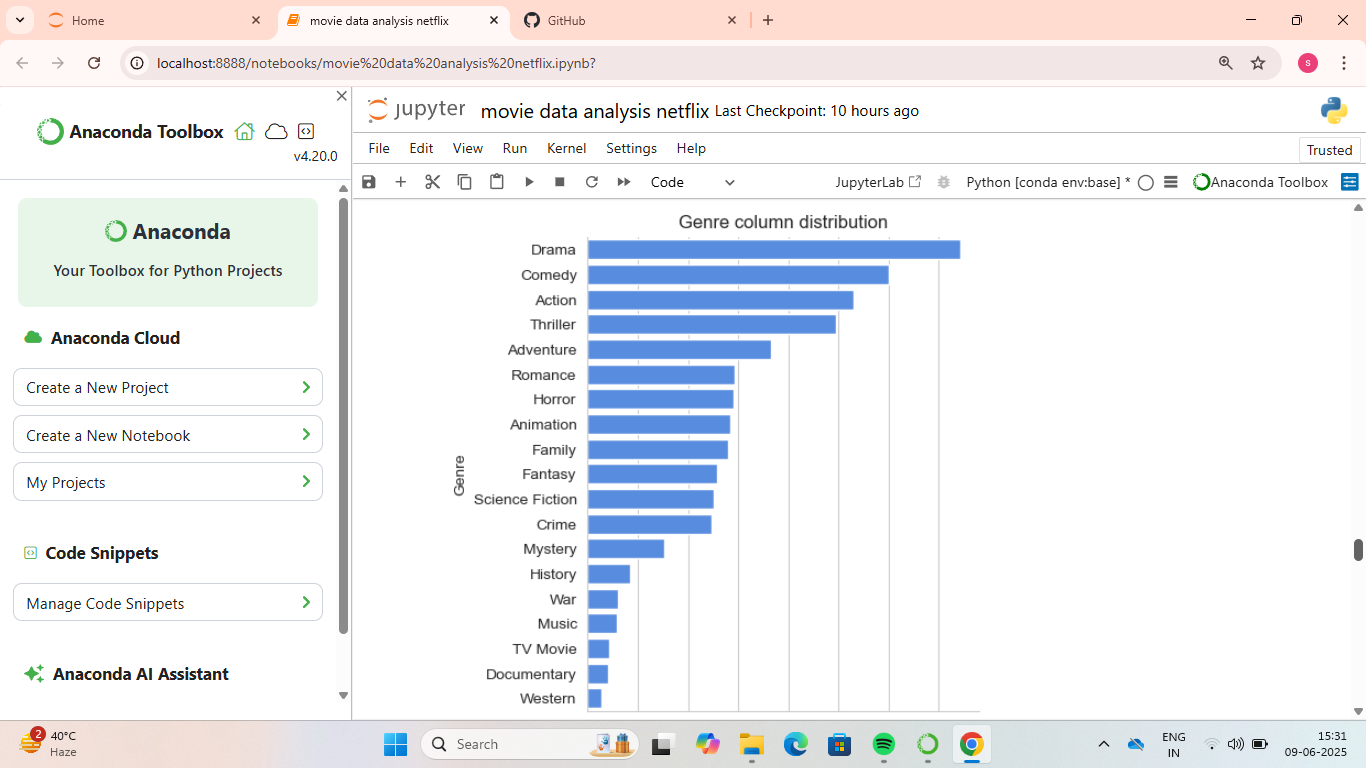 Home
movie data analysis netflix
GitHub
localhost:8888/notebooks/movie%20data%20analysis%20netflix.ipynb?
s
Anaconda Toolbox
v4.20.0
Anaconda
Your Toolbox for Python Projects
Anaconda Cloud
Create a New Project
Create a New Notebook
My Projects
Code Snippets
Manage Code Snippets
Anaconda AI Assistant
jupyter movie data analysis netflix Last Checkpoint: 10 hours ago
File Edit View Run Kernel Settings Help
Trusted
Code JupyterLab Python [conda env:base] * Anaconda Toolbox
Genre column distribution
Genre
Drama
Comedy
Action
Thriller
Adventure
Romance
Horror
Animation
Family
Fantasy
Science Fiction
Crime
Mystery
History
War
Music
TV Movie
Documentary
Western
2
40°C
Haze
Search
ENG
IN
15:31
09-06-2025